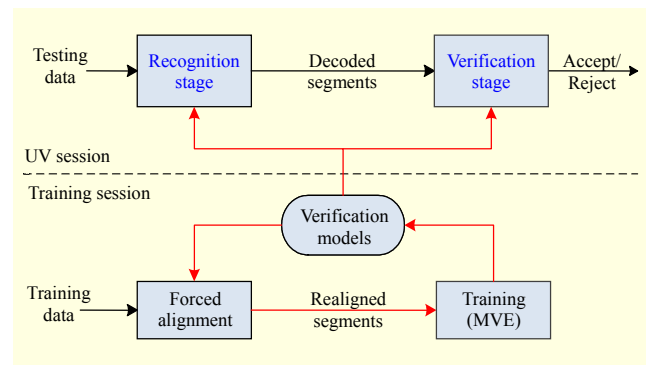 Testing
data
Recognition
stage
Decoded
segments
Verification
stage
Accept/
Reject
UV session
Training session
Verification
models
Training
data
Forced
alignment
Realigned
segments
Training
(MVE)